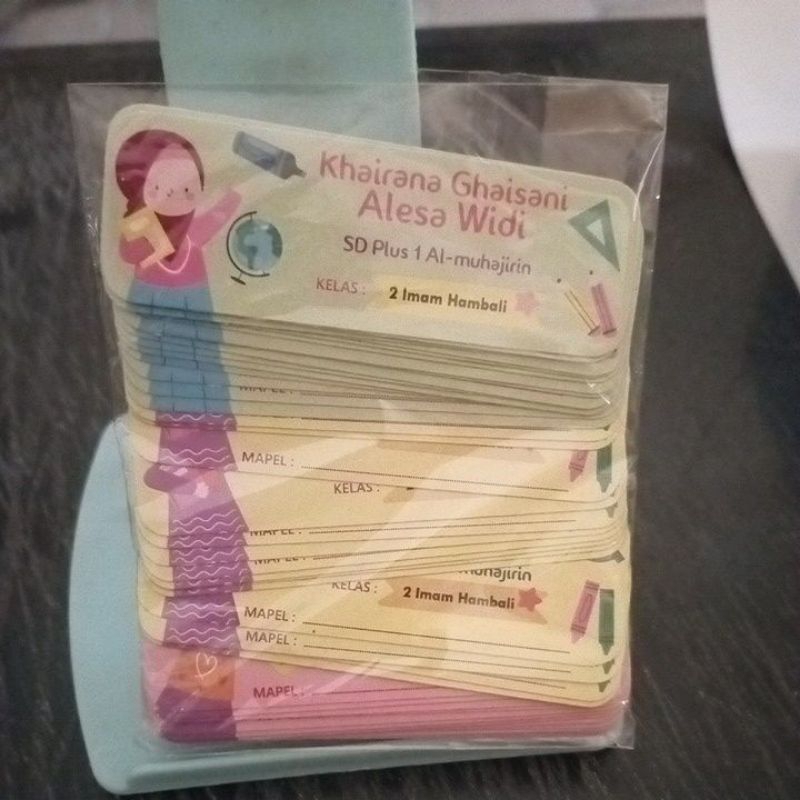 Khairana Ghaisani
Alesa Widi
SD Plus 1 Al-muhajirin
KELAS : 2 Imam Hambali
MAPEL :
MAPEL :
KELAS :
MAPEL :
MAPEL :
KELAS : 2 Imam Hambali
MAPEL :
MAPEL :
MAPEL :